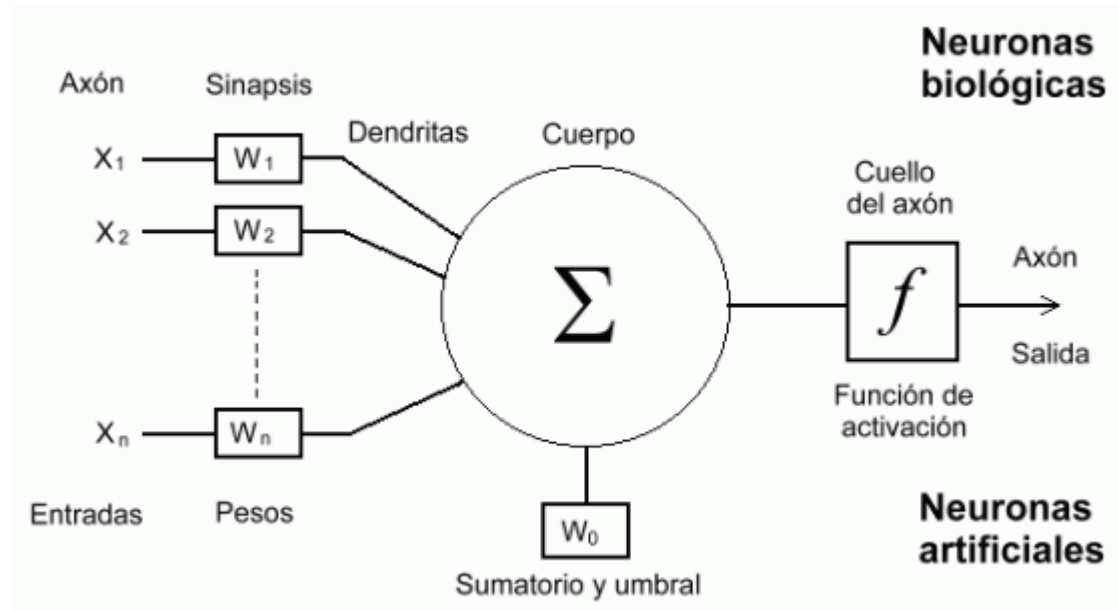 Neuronas
biológicas
Axón
Sinapsis
Dendritas
Cuerpo
Cuello
del axón
X₁
W₁
X₂
W₂
Σ
f
Axón
Salida
Función de
activación
Xₙ
Wₙ
Entradas
Pesos
W₀
Sumatorio y umbral
Neuronas
artificiales